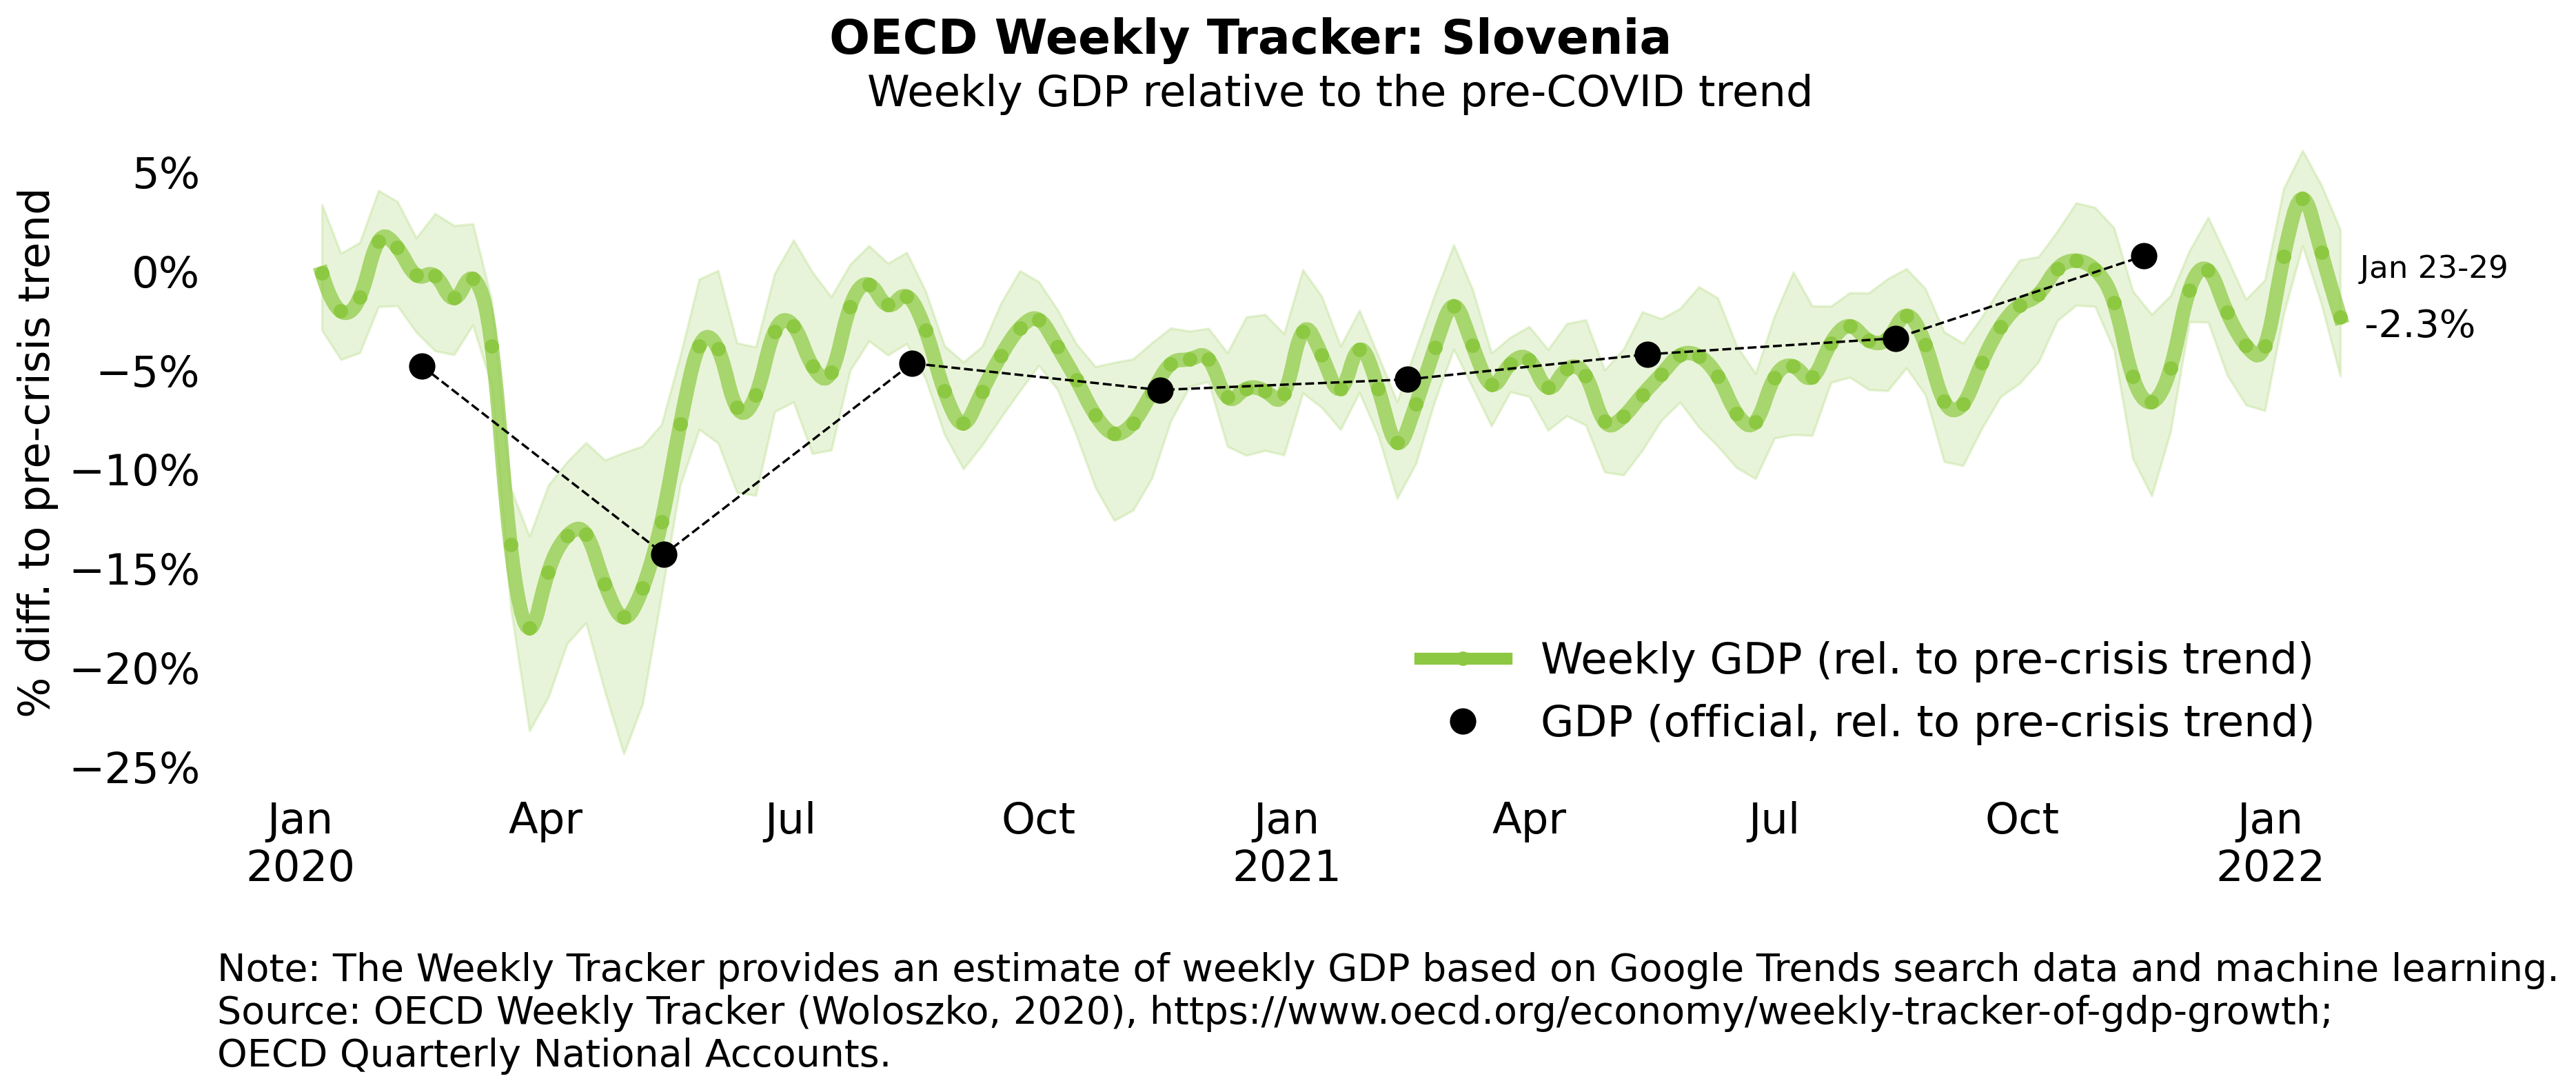 OECD Weekly Tracker: Slovenia
Weekly GDP relative to the pre-COVID trend
% diff. to pre-crisis trend
5%
0%
−5%
−10%
−15%
−20%
−25%
Jan 23-29
-2.3%
Weekly GDP (rel. to pre-crisis trend)
GDP (official, rel. to pre-crisis trend)
Jan Apr Jul Oct Jan Apr Jul Oct Jan
2020 2021 2022
Note: The Weekly Tracker provides an estimate of weekly GDP based on Google Trends search data and machine learning.
Source: OECD Weekly Tracker (Woloszko, 2020), https://www.oecd.org/economy/weekly-tracker-of-gdp-growth;
OECD Quarterly National Accounts.